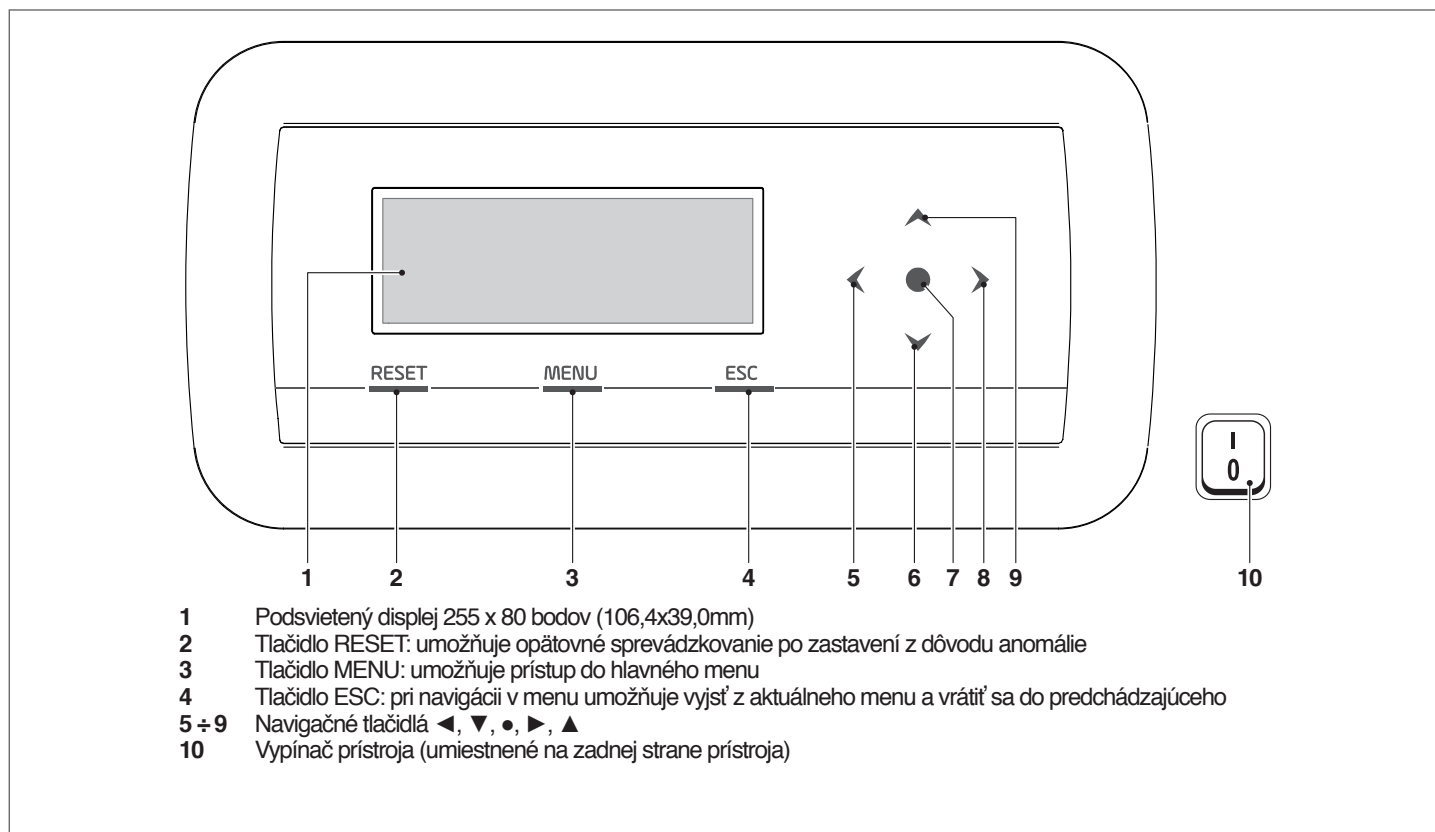 RESET MENU ESC
I
0
1 2 3 4 5 6 7 8 9 10
1 Podsvietený displej 255 x 80 bodov (106,4x39,0mm)
2 Tlačidlo RESET: umožňuje opätovné sprevádzkovanie po zastavení z dôvodu anomálie
3 Tlačidlo MENU: umožňuje prístup do hlavného menu
4 Tlačidlo ESC: pri navigácii v menu umožňuje vyjsť z aktuálneho menu a vrátiť sa do predchádzajúceho
5 ÷ 9 Navigačné tlačidlá ◄, ▼, ●, ►, ▲
10 Vypínač prístroja (umiestnené na zadnej strane prístroja)